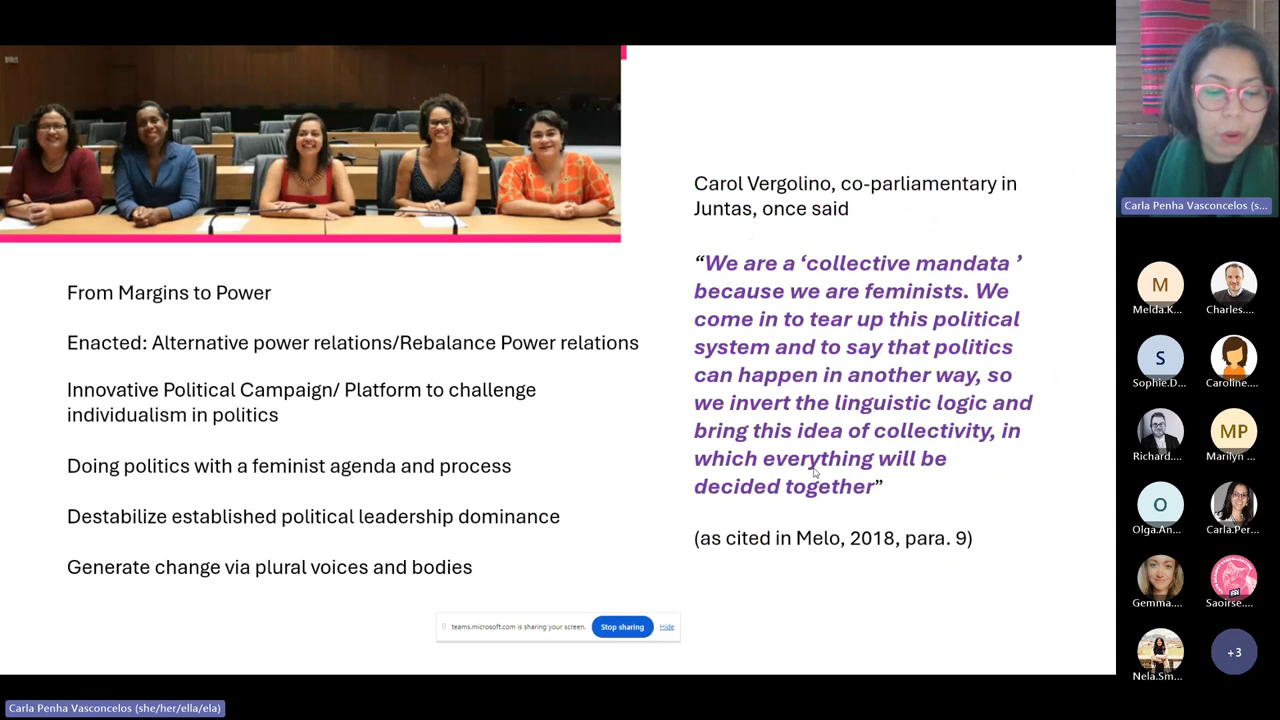 From Margins to Power
Enacted: Alternative power relations/Rebalance Power relations
Innovative Political Campaign/ Platform to challenge
individualism in politics
Doing politics with a feminist agenda and process
Destabilize established political leadership dominance
Generate change via plural voices and bodies
Carol Vergolino, co-parliamentary in
Juntas, once said
“We are a ‘collective mandata ’
because we are feminists. We
come in to tear up this political
system and to say that politics
can happen in another way, so
we invert the linguistic logic and
bring this idea of collectivity, in
which everything will be
decided together”
(as cited in Melo, 2018, para. 9)
teams.microsoft.com is sharing your screen. Stop sharing Hide
Carla Penha Vasconcelos (she/her/ella/ela)
Carla Penha Vasconcelos (s...
M
Melda.K... Charles....
S
Sophie.D... Caroline....
MP
Richard.... Marilyn ...
O
Olga.An... Carla.Per...
Gemma.... Saoirse....
Nela.Sm... +3